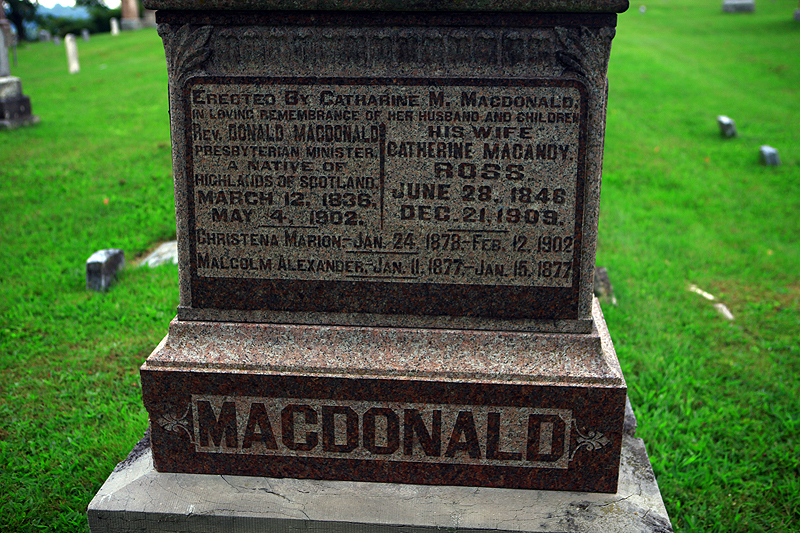 ERECTED BY CATHARINE M. MACDONALD,
IN LOVING REMEMBRANCE OF HER HUSBAND AND CHILDREN
REV. DONALD MACDONALD
PRESBYTERIAN MINISTER.
A NATIVE OF
HIGHLANDS OF SCOTLAND.
MARCH 12, 1836.
MAY 4, 1902.
HIS WIFE
CATHERINE MACANDY.
ROSS.
JUNE 28, 1846
DEC. 21, 1909.
CHRISTENA MARION.-JAN. 24, 1878-FEB. 12, 1902
MALCOLM ALEXANDER.-JAN. 11, 1877.-JAN. 15, 1877.
MACDONALD